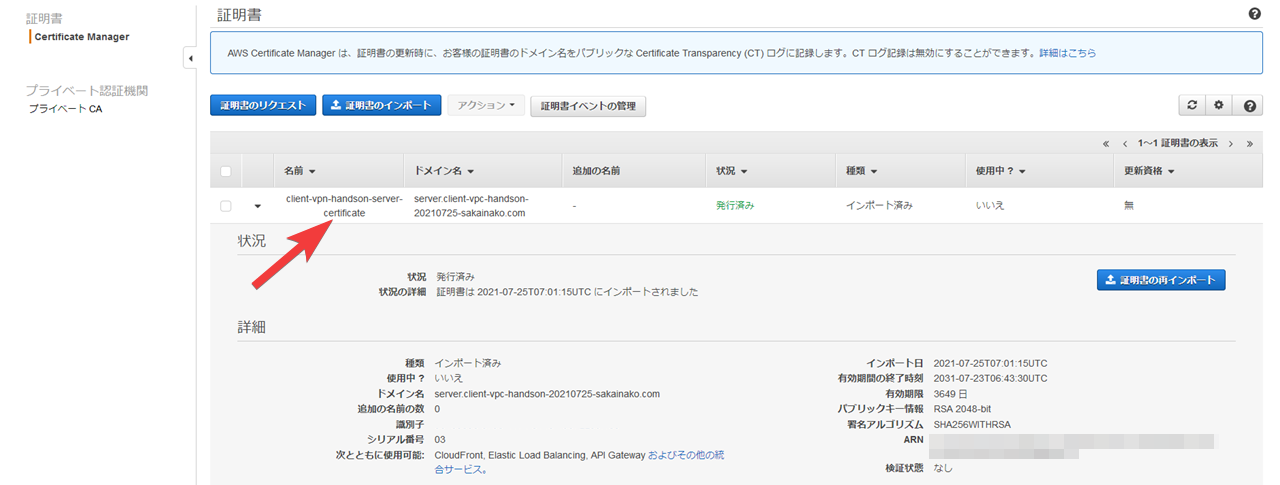 証明書
Certificate Manager
プライベート認証機関
プライベート CA
証明書
AWS Certificate Manager は、証明書の更新時に、お客様の証明書のドメイン名をパブリックな Certificate Transparency (CT) ログに記録します。CT ログ記録は無効にすることができます。詳細はこちら
証明書のリクエスト 証明書のインポート アクション 証明書イベントの管理
« ‹ 1～1 証明書の表示 › »
名前 ドメイン名 追加の名前 状況 種類 使用中 ? 更新資格
client-vpn-handson-server- server.client-vpc-handson-
certificate 20210725-sakainako.com - 発行済み インポート済み いいえ 無
状況
状況 発行済み
状況の詳細 証明書は 2021-07-25T07:01:15UTC にインポートされました
証明書の再インポート
詳細
種類 インポート済み インポート日 2021-07-25T07:01:15UTC
使用中 ? いいえ 有効期間の終了時刻 2031-07-23T06:43:30UTC
ドメイン名 server.client-vpc-handson-20210725-sakainako.com 有効期限 3649 日
追加の名前の数 0 パブリックキー情報 RSA 2048-bit
識別子 署名アルゴリズム SHA256WITHRSA
シリアル番号 03 ARN
次とともに使用可能: CloudFront, Elastic Load Balancing, API Gateway およびその他の統
合サービス。 検証状態 なし